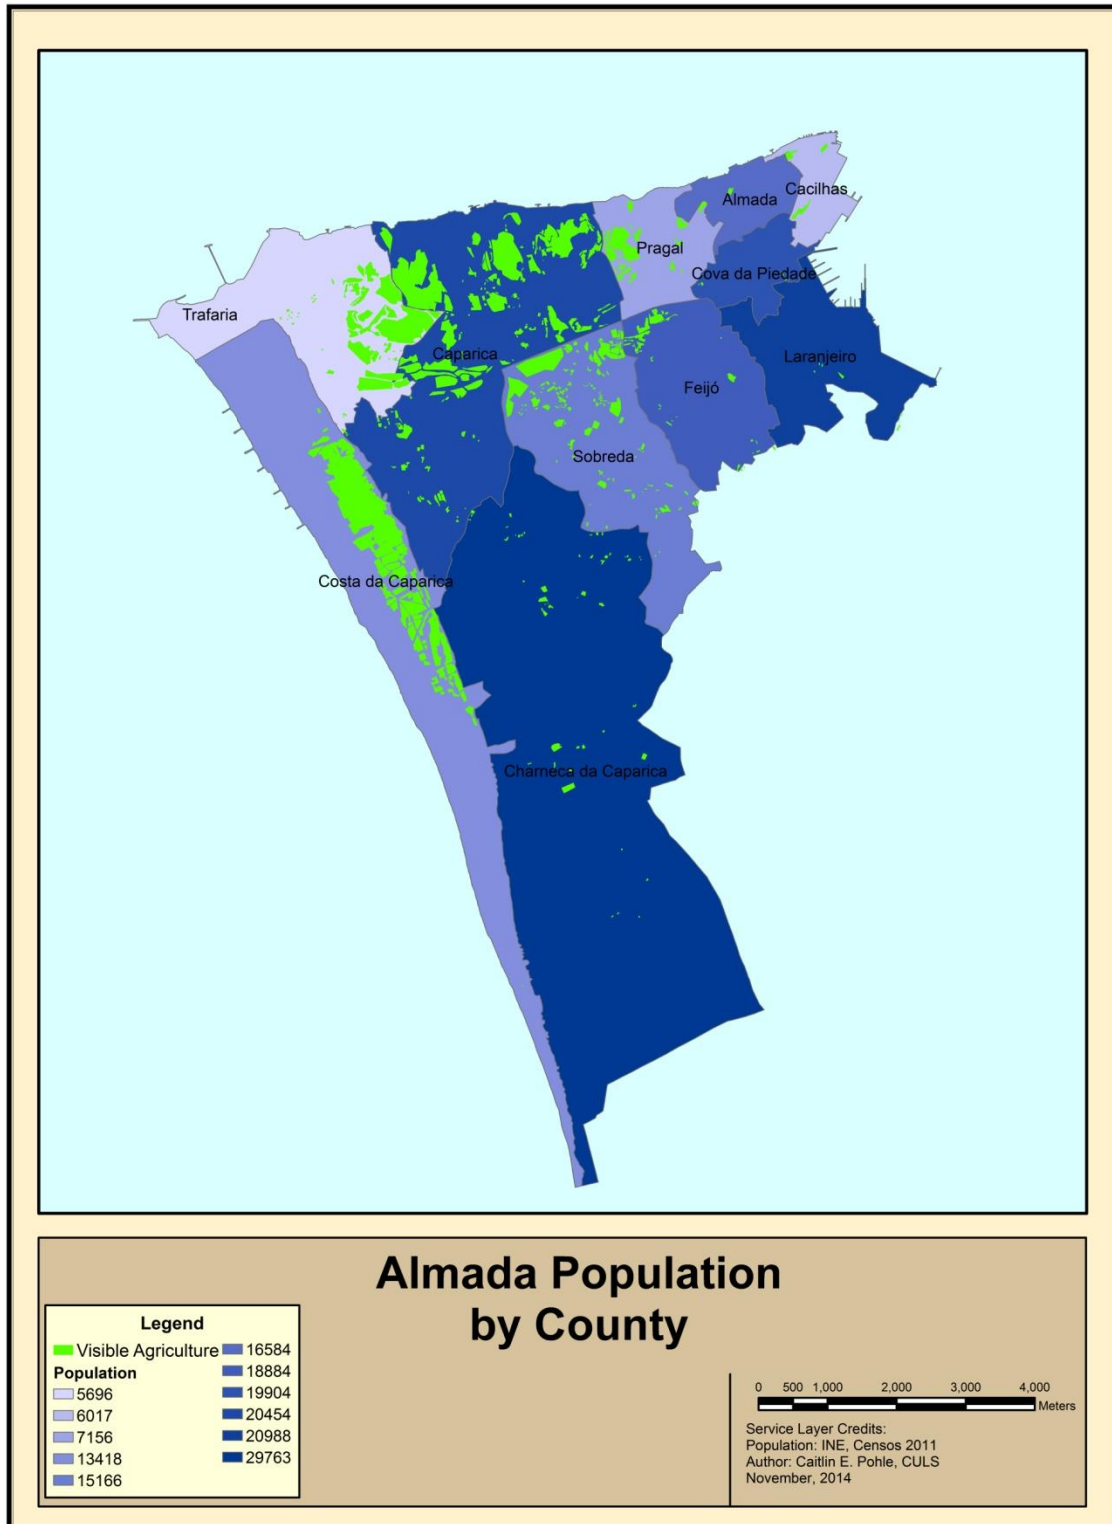 Cacilhas
Almada
Pragal
Cova da Piedade
Trafaria
Caparica
Laranjeiro
Feijó
Sobreda
Costa da Caparica
Charneca da Caparica
Almada Population
by County
Legend
Visible Agriculture
Population
5696
6017
7156
13418
15166
16584
18884
19904
20454
20988
29763
0 500 1,000 2,000 3,000 4,000
Meters
Service Layer Credits:
Population: INE, Censos 2011
Author: Caitlin E. Pohle, CULS
November, 2014